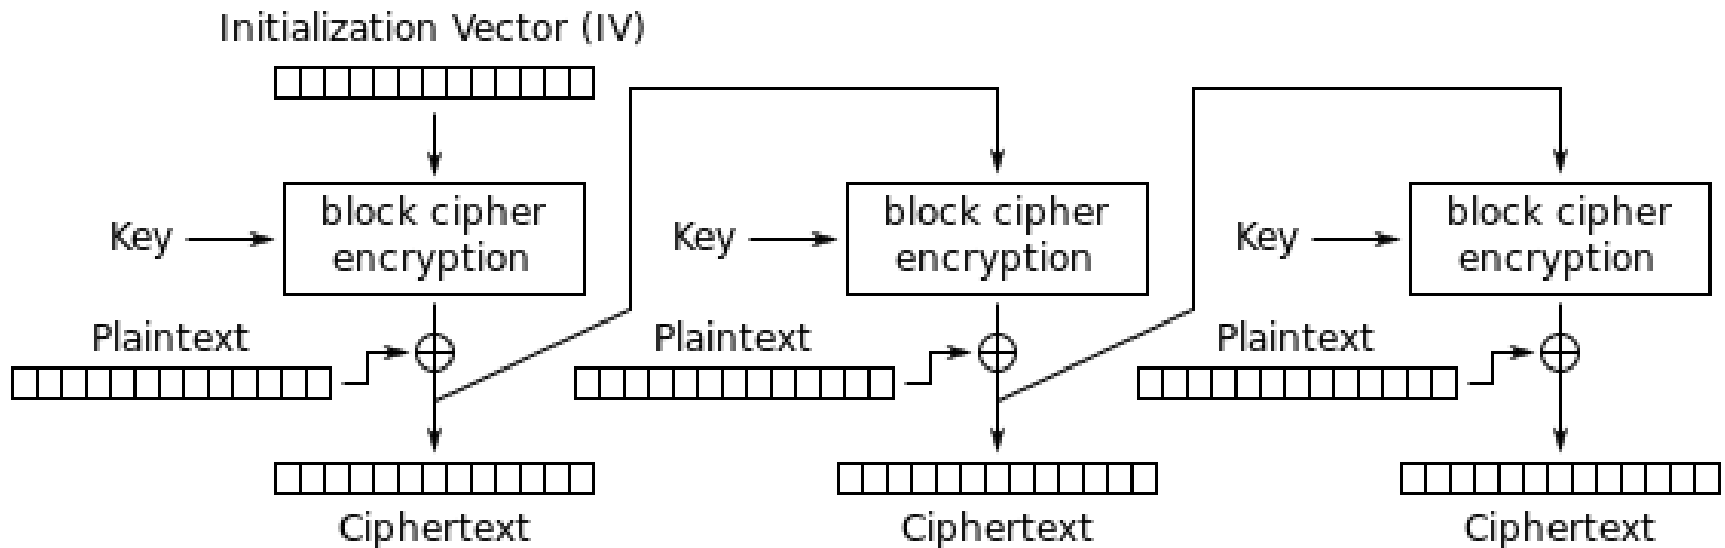 Initialization Vector (IV)
Key
block cipher
encryption
Key
block cipher
encryption
Key
block cipher
encryption
Plaintext
Plaintext
Plaintext
Ciphertext
Ciphertext
Ciphertext